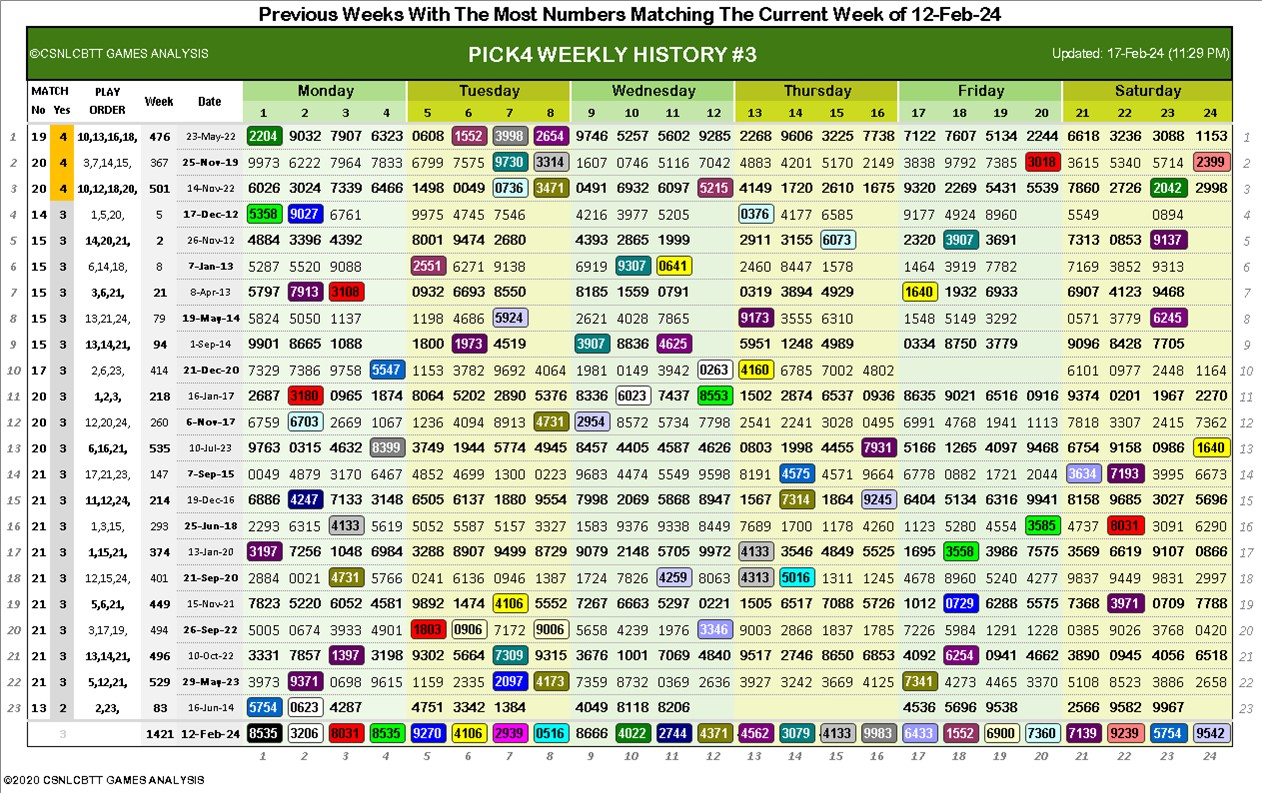 Previous Weeks With The Most Numbers Matching The Current Week of 12-Feb-24
©CSNLCBTT GAMES ANALYSIS PICK4 WEEKLY HISTORY #3 Updated: 17-Feb-24 (11:29 PM)
MATCH PLAY Week Date Monday Tuesday Wednesday Thursday Friday Saturday
No Yes ORDER 1 2 3 4 5 6 7 8 9 10 11 12 13 14 15 16 17 18 19 20 21 22 23 24
1 19 4 10,13,16,18, 476 23-May-22 2204 9032 7907 6323 0608 1552 3998 2654 9746 5257 5602 9285 2268 9606 3225 7738 7122 7607 5134 2244 6618 3236 3088 1153 1
2 20 4 3,7,14,15, 367 25-Nov-19 9973 6222 7964 7833 6799 7575 9730 3314 1607 0746 5116 7042 4883 4201 5170 2149 3838 9792 7385 3018 3615 5340 5714 2399 2
3 20 4 10,12,18,20, 501 14-Nov-22 6026 3024 7339 6466 1498 0049 0736 3471 0491 6932 6097 5215 4149 1720 2610 1675 9320 2269 5431 5539 7860 2726 2042 2998 3
4 14 3 1,5,20, 5 17-Dec-12 5358 9027 6761 9975 4745 7546 4216 3977 5205 0376 4177 6585 9177 4924 8960 5549 0894 4
5 15 3 14,20,21, 2 26-Nov-12 4884 3396 4392 8001 9474 2680 4393 2865 1999 2911 3155 6073 2320 3907 3691 7313 0853 9137 5
6 15 3 6,14,18, 8 7-Jan-13 5287 5520 9088 2551 6271 9138 6919 9307 0641 2460 8447 1578 1464 3919 7782 7169 3852 9313 6
7 15 3 3,6,21, 21 8-Apr-13 5797 7913 3108 0932 6693 8550 8185 1559 0791 0319 3894 4929 1640 1932 6933 6907 4123 9468 7
8 15 3 13,21,24, 79 19-May-14 5824 5050 1137 1198 4686 5924 2621 4028 7865 9173 3555 6310 1548 5149 3292 0571 3779 6245 8
9 15 3 13,14,21, 94 1-Sep-14 9901 8665 1088 1800 1973 4519 3907 8836 4625 5951 1248 4989 0334 8750 3779 9096 8428 7705 9
10 17 3 2,6,23, 414 21-Dec-20 7329 7386 9758 5547 1153 3782 9692 4064 1981 0149 3942 0263 4160 6785 7002 4802 6101 0977 2448 1164 10
11 20 3 1,2,3, 218 16-Jan-17 2687 3180 0965 1874 8064 5202 2890 5376 8336 6023 7437 8553 1502 2874 6537 0936 8635 9021 6516 0916 9374 0201 1967 2270 11
12 20 3 12,20,24, 260 6-Nov-17 6759 6703 2669 1067 1236 4094 8913 4731 2954 8572 5734 7798 2541 2241 3028 0495 6991 4768 1941 1113 7818 3307 2415 7362 12
13 20 3 6,16,21, 535 10-Jul-23 9763 0315 4632 8399 3749 1944 5774 4945 8457 4405 4587 4626 0803 1998 4455 7931 5166 1265 4097 9468 6754 9158 0986 1640 13
14 21 3 17,21,23, 147 7-Sep-15 0049 4879 3170 6467 4852 4699 1300 0223 9683 4474 5549 9598 8191 4575 4571 9664 6778 0882 1721 2044 3634 7193 3995 6673 14
15 21 3 11,12,24, 214 19-Dec-16 6886 4247 7133 3148 6505 6137 1880 9554 7998 2069 5868 8947 1567 7314 1864 9245 6404 5134 6316 9941 8158 9685 3027 5696 15
16 21 3 1,3,15, 293 25-Jun-18 2293 6315 4133 5619 5052 5587 5157 3327 1583 9376 9338 8449 7689 1700 1178 4260 1123 5280 4554 3585 4737 8031 3091 6290 16
17 21 3 1,15,21, 374 13-Jan-20 3197 7256 1048 6984 3288 8907 9499 8729 9079 2148 5705 9972 4133 3546 4849 5525 1695 3558 3986 7575 3569 6619 9107 0866 17
18 21 3 12,15,24, 401 21-Sep-20 2884 0021 4731 5766 0241 6136 0946 1387 1724 7826 4259 8063 4313 5016 1311 1245 4678 8960 5240 4277 9837 9449 9831 2997 18
19 21 3 5,6,21, 449 15-Nov-21 7823 5220 6052 4581 9892 1474 4106 5552 7267 6663 5297 0221 1505 6517 7088 5726 1012 0729 6288 5575 7368 3971 0709 7788 19
20 21 3 3,17,19, 494 26-Sep-22 5005 0674 3933 4901 1803 0906 7172 9006 5658 4239 1976 3346 9003 2868 1837 1785 7226 5984 1291 1228 0385 9026 3768 0420 20
21 21 3 13,14,21, 496 10-Oct-22 3331 7857 1397 3198 9302 5664 7309 9315 3676 1001 7069 4840 9517 2746 8650 6853 4092 6254 0941 4662 3890 0945 4056 6518 21
22 21 3 5,12,21, 529 29-May-23 3973 9371 0698 9615 1159 2335 2097 4173 7359 8732 0369 2636 3927 3242 3669 4125 7341 4273 4465 3370 5108 8523 3886 2658 22
23 13 2 2,23, 83 16-Jun-14 5754 0623 4287 4751 3342 1384 4049 8118 8206 4536 5696 9538 2566 9582 9967 23
3 1421 12-Feb-24 8535 3206 8031 8535 9270 4106 2939 0516 8666 4022 2744 4371 4562 3079 4133 9983 6433 1552 6900 7360 7139 9239 5754 9542
1 2 3 4 5 6 7 8 9 10 11 12 13 14 15 16 17 18 19 20 21 22 23 24
©2020 CSNLCBTT GAMES ANALYSIS